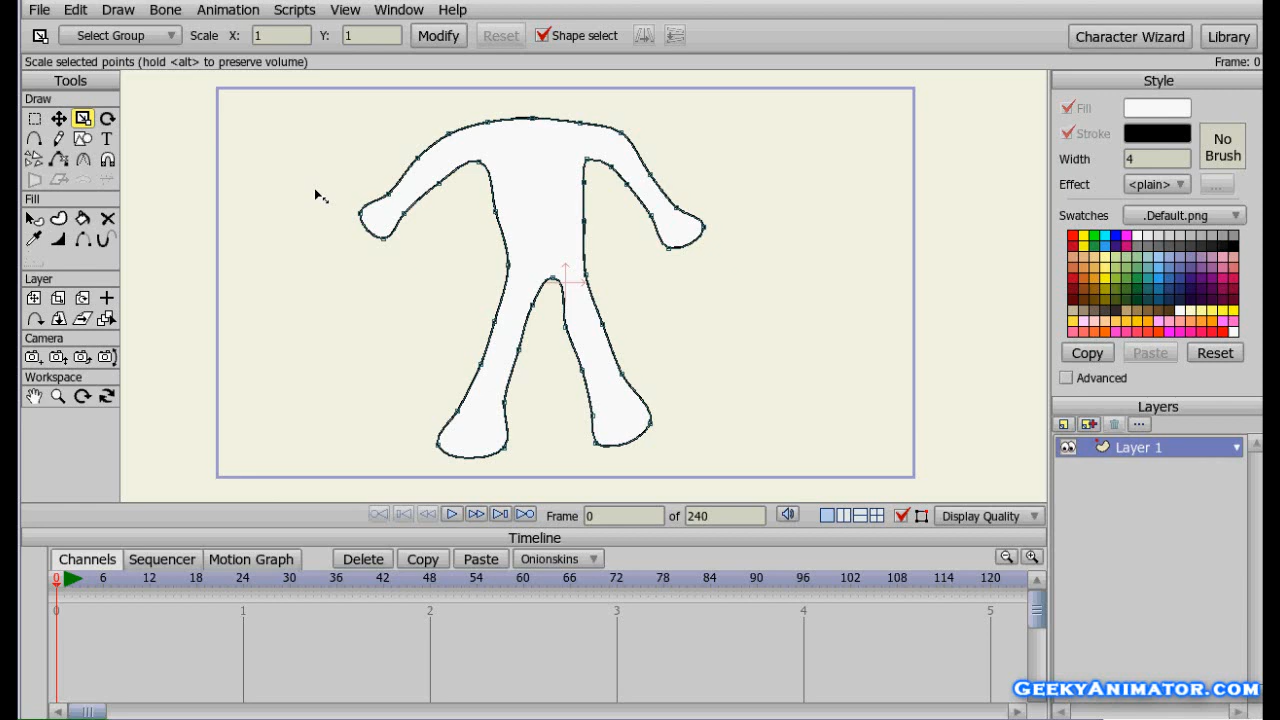 File Edit Draw Bone Animation Scripts View Window Help
Select Group Scale X: 1 Y: 1 Modify Reset Shape select Character Wizard Library
Scale selected points (hold <alt> to preserve volume) Frame: 0
Tools
Draw
T
Fill
Layer
Camera
Workspace
Style
Fill
Stroke
No Brush
Width 4
Effect <plain> ...
Swatches .Default.png
Copy Paste Reset
Advanced
Layers
...
Layer 1
Frame 0 of 240 Display Quality
Timeline
Channels Sequencer Motion Graph Delete Copy Paste Onionskins
0 6 12 18 24 30 36 42 48 54 60 66 72 78 84 90 96 102 108 114 120
0 1 2 3 4 5
GeekyAnimator.com